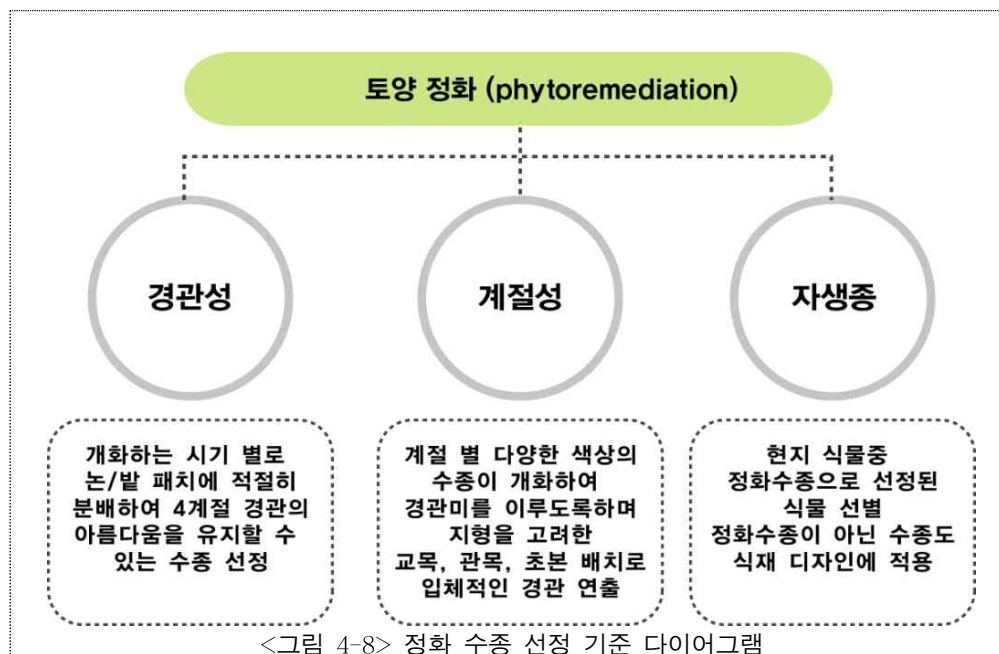 토양 정화 (phytoremediation)
경관성
계절성
자생종
개화하는 시기 별로
논/밭 패치에 적절히
분배하여 4계절 경관의
아름다움을 유지할 수
있는 수종 선정
계절 별 다양한 색상의
수종이 개화하여
경관미를 이루도록하며
지형을 고려한
교목, 관목, 초본 배치로
입체적인 경관 연출
현지 식물중
정화수종으로 선정된
식물 선별
정화수종이 아닌 수종도
식재 디자인에 적용
<그림 4-8> 정화 수종 선정 기준 다이어그램